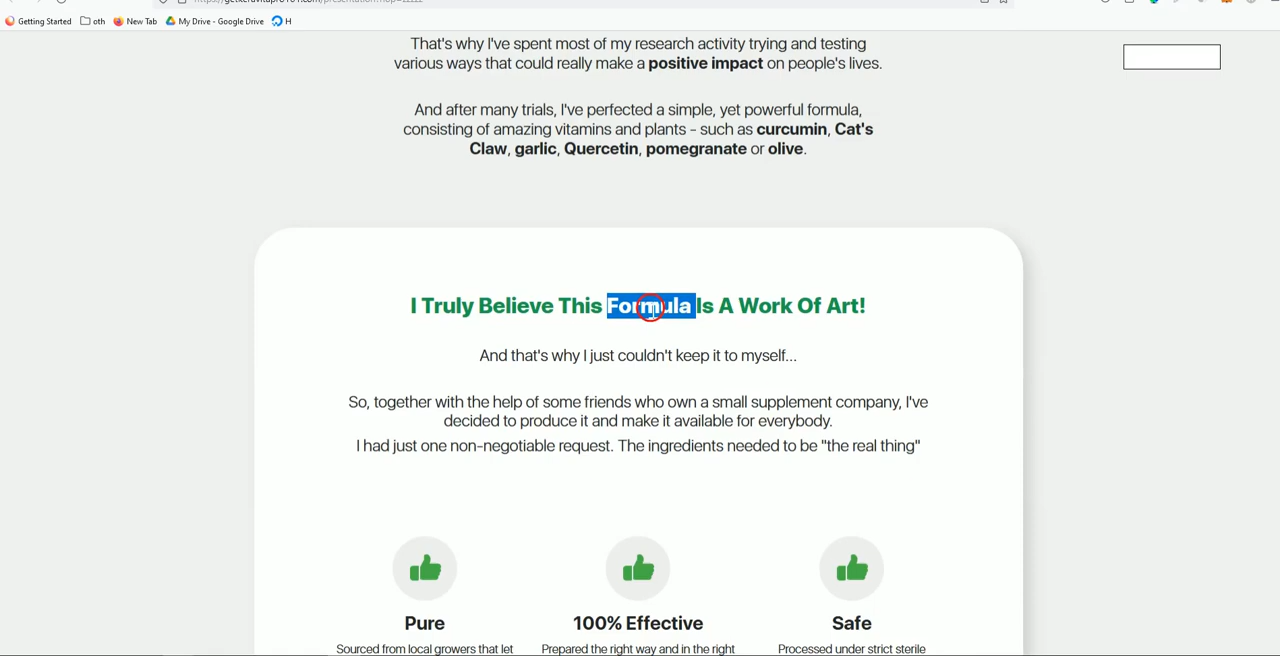 Getting Started oth New Tab My Drive - Google Drive H
That's why I've spent most of my research activity trying and testing
various ways that could really make a positive impact on people's lives.
And after many trials, I've perfected a simple, yet powerful formula,
consisting of amazing vitamins and plants - such as curcumin, Cat's
Claw, garlic, Quercetin, pomegranate or olive.
I Truly Believe This Formula Is A Work Of Art!
And that's why I just couldn't keep it to myself...
So, together with the help of some friends who own a small supplement company, I've
decided to produce it and make it available for everybody.
I had just one non-negotiable request. The ingredients needed to be "the real thing"
Pure 100% Effective Safe
Sourced from local growers that let Prepared the right way and in the right Processed under strict sterile